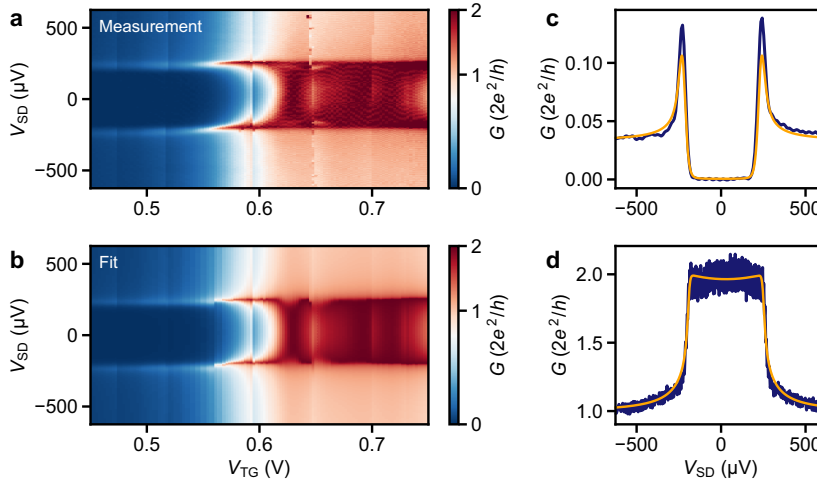 a
Measurement
V_SD (µV)
500
0
−500
0.5
0.6
0.7
2
1
0
G (2e²/h)
c
G (2e²/h)
0.10
0.05
0.00
−500
0
500
b
Fit
V_SD (µV)
500
0
−500
0.5
0.6
0.7
V_TG (V)
2
1
0
G (2e²/h)
d
G (2e²/h)
2.0
1.5
1.0
−500
0
500
V_SD (µV)